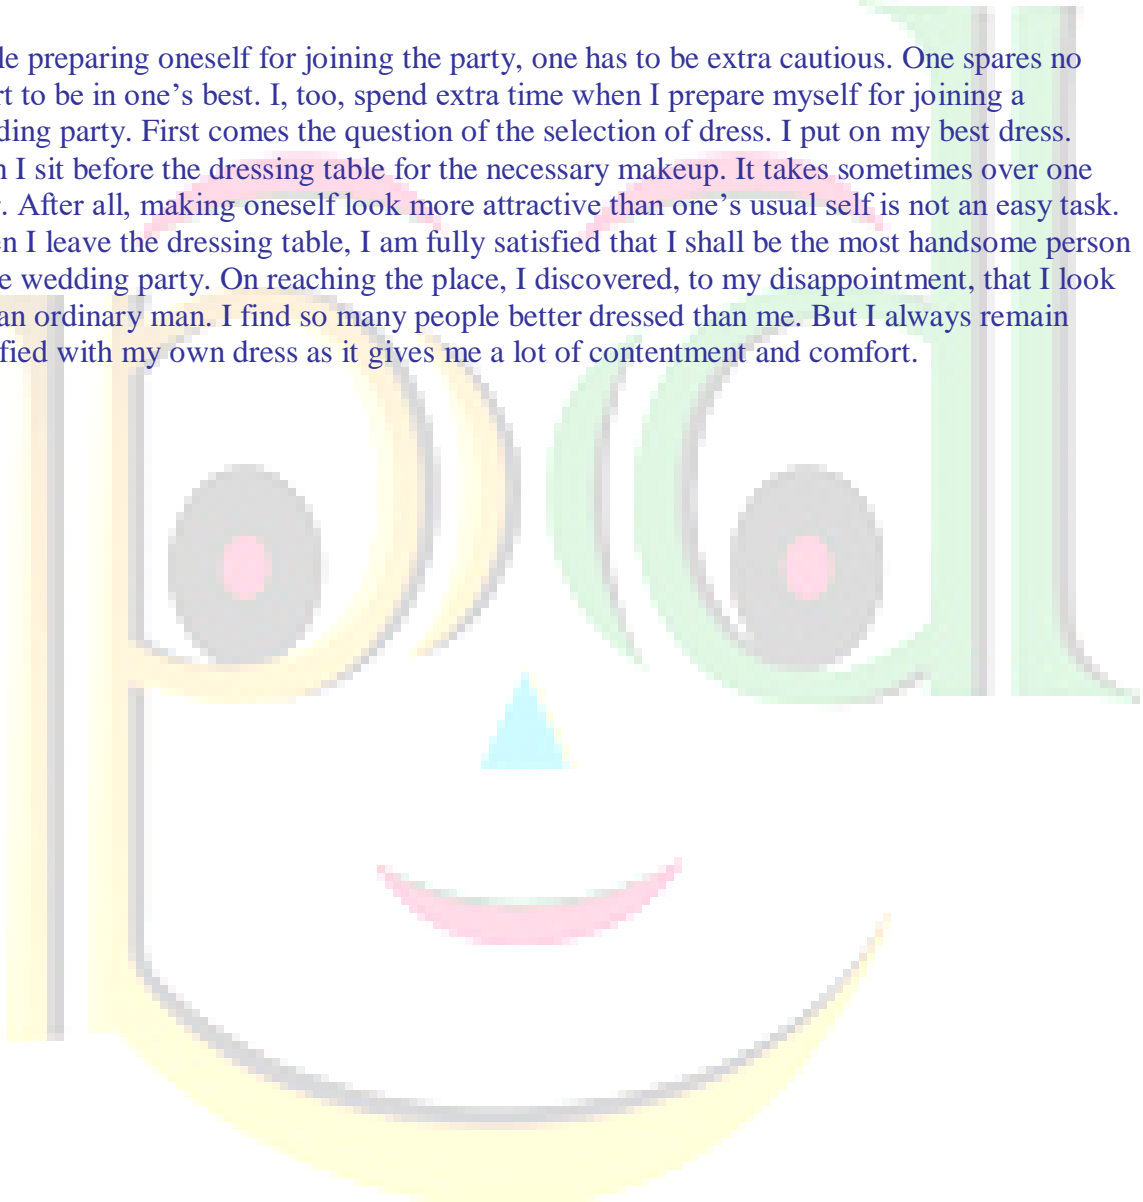 le preparing oneself for joining the party, one has to be extra cautious. One spares no
rt to be in one’s best. I, too, spend extra time when I prepare myself for joining a
ding party. First comes the question of the selection of dress. I put on my best dress.
n I sit before the dressing table for the necessary makeup. It takes sometimes over one
r. After all, making oneself look more attractive than one’s usual self is not an easy task.
en I leave the dressing table, I am fully satisfied that I shall be the most handsome person
e wedding party. On reaching the place, I discovered, to my disappointment, that I look
an ordinary man. I find so many people better dressed than me. But I always remain
fied with my own dress as it gives me a lot of contentment and comfort.